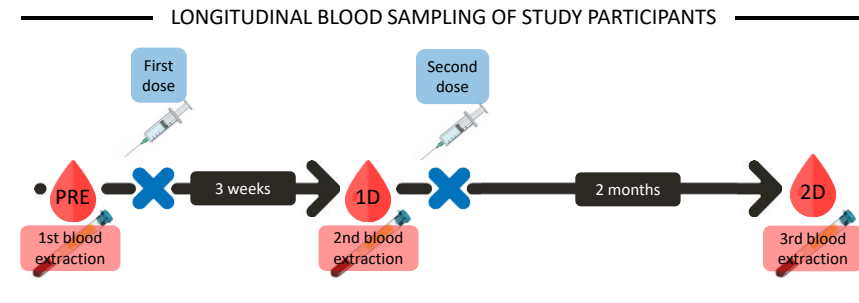 LONGITUDINAL BLOOD SAMPLING OF STUDY PARTICIPANTS
First
dose
Second
dose
PRE
3 weeks
1D
2 months
2D
1st blood
extraction
2nd blood
extraction
3rd blood
extraction